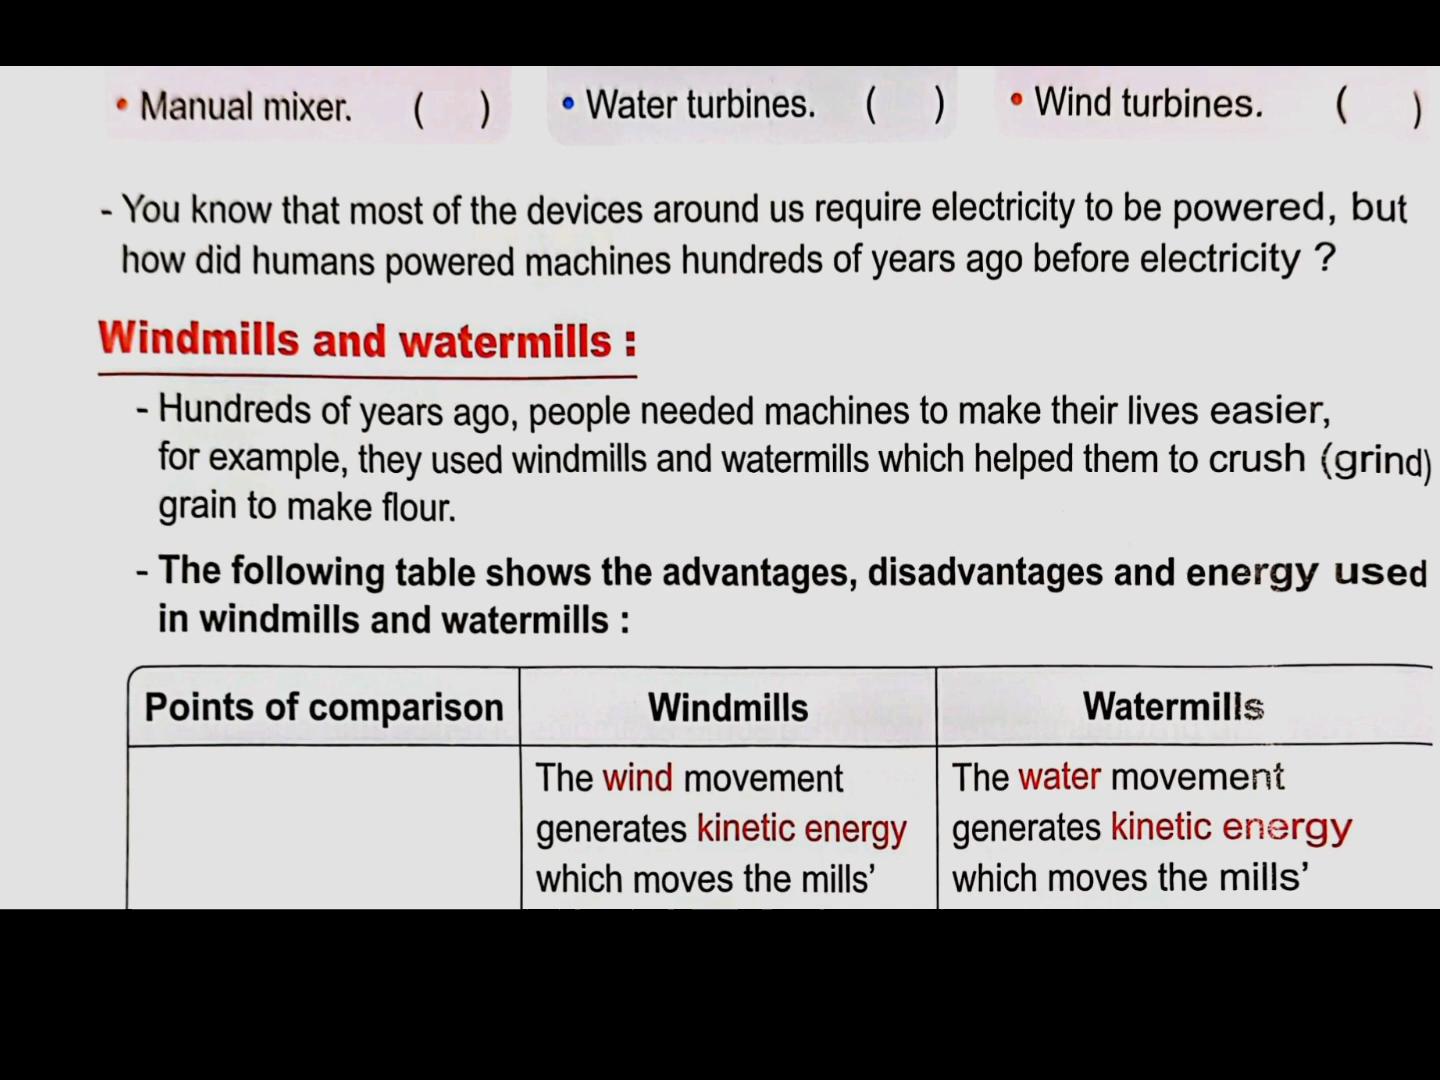 • Manual mixer. ( ) • Water turbines. ( ) • Wind turbines. ( )
- You know that most of the devices around us require electricity to be powered, but
how did humans powered machines hundreds of years ago before electricity ?
Windmills and watermills :
- Hundreds of years ago, people needed machines to make their lives easier,
for example, they used windmills and watermills which helped them to crush (grind)
grain to make flour.
- The following table shows the advantages, disadvantages and energy used
in windmills and watermills :
Points of comparison Windmills Watermills
The wind movement
generates kinetic energy
which moves the mills'
The water movement
generates kinetic energy
which moves the mills'